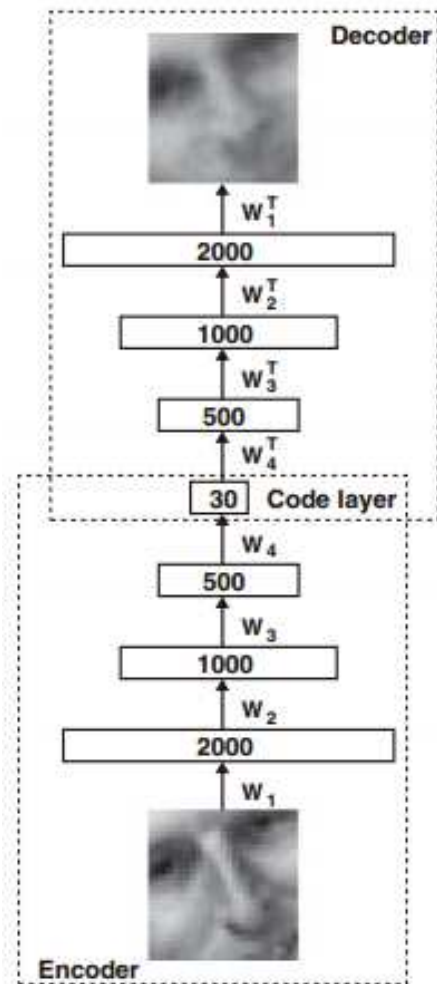 Decoder
W₁ᵀ
2000
W₂ᵀ
1000
W₃ᵀ
500
W₄ᵀ
30 Code layer
W₄
500
W₃
1000
W₂
2000
W₁
Encoder